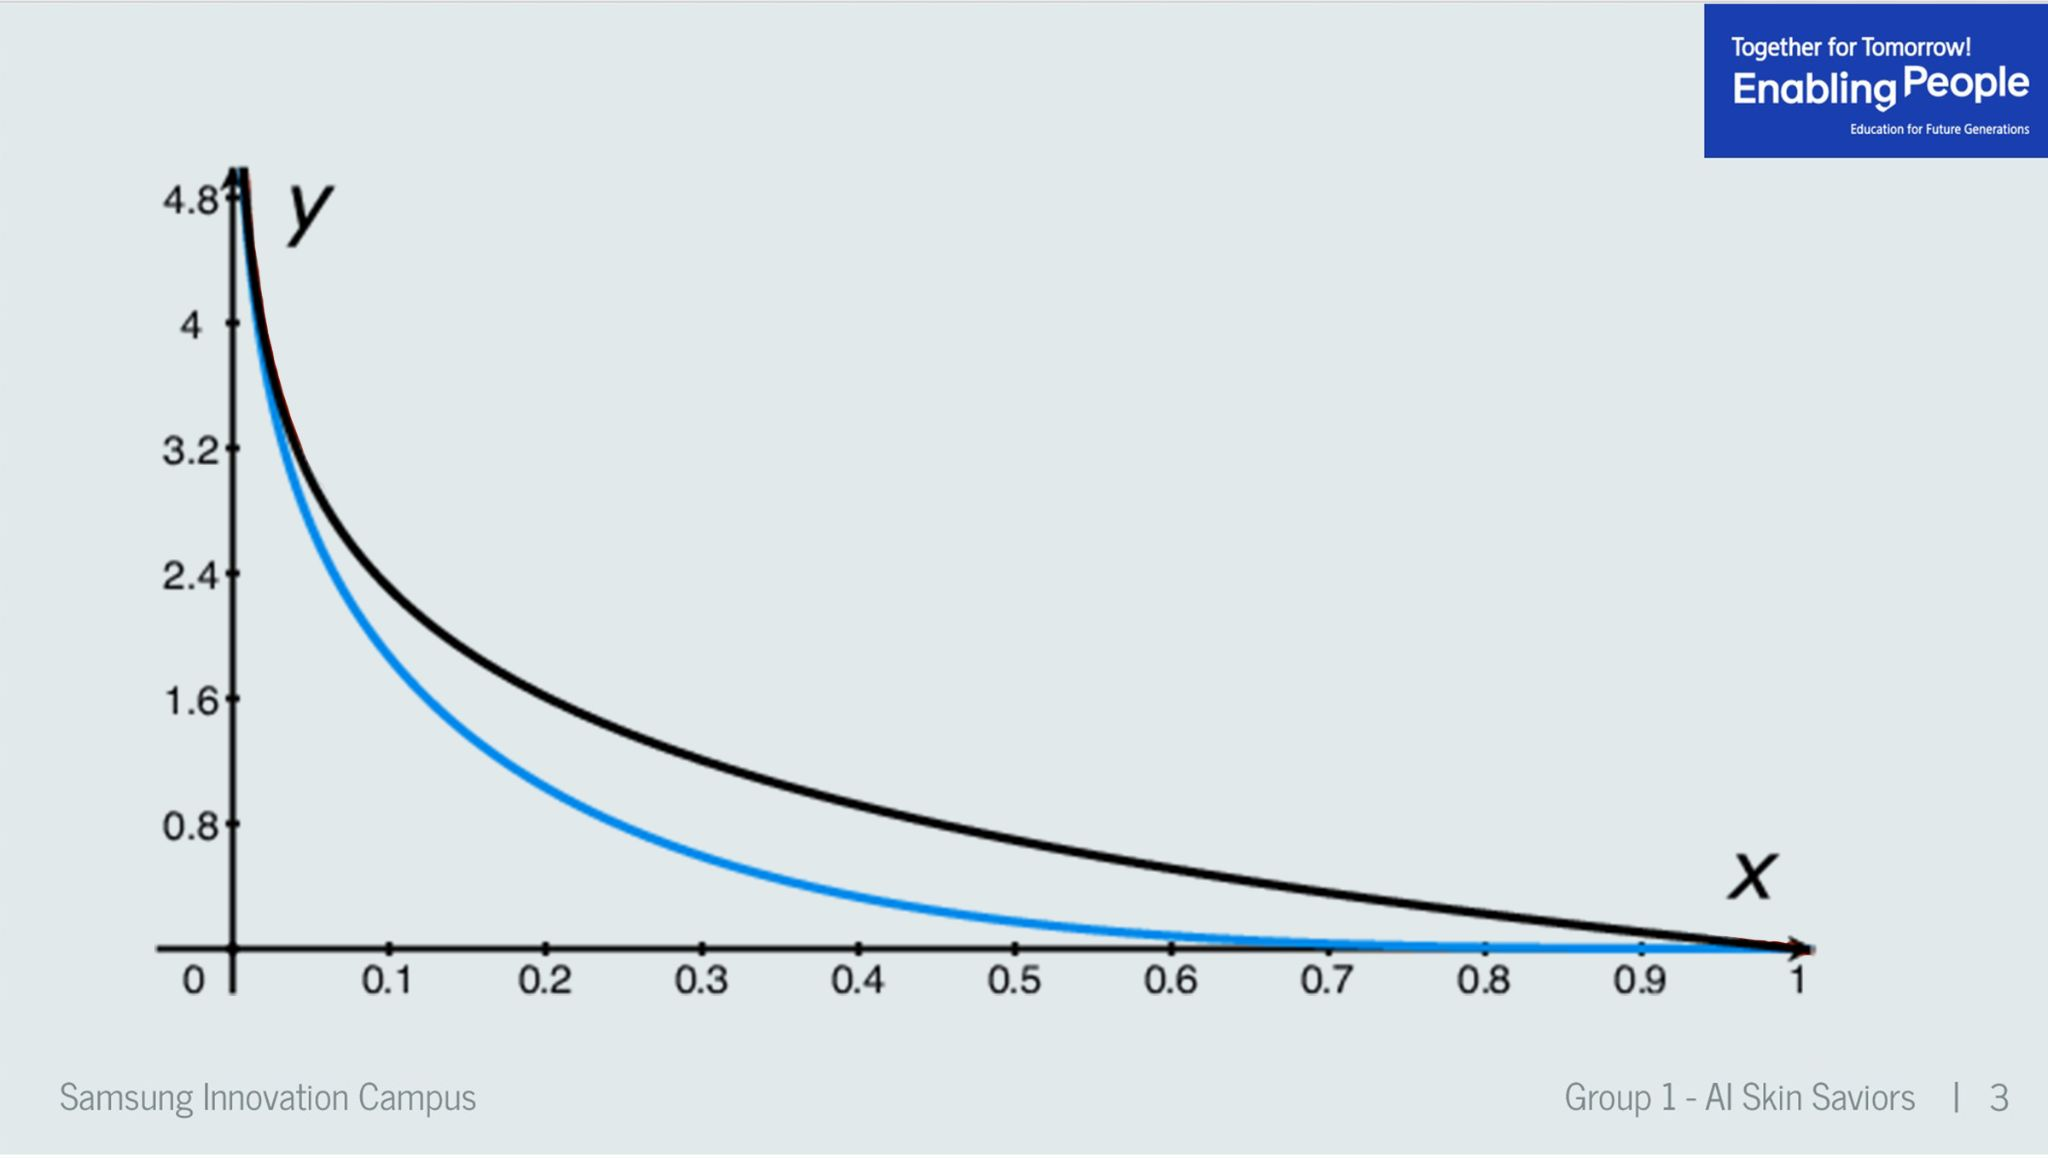 Together for Tomorrow!
Enabling People
Education for Future Generations
y
4.8
4
3.2
2.4
1.6
0.8
x
0 0.1 0.2 0.3 0.4 0.5 0.6 0.7 0.8 0.9 1
Samsung Innovation Campus
Group 1 - AI Skin Saviors | 3